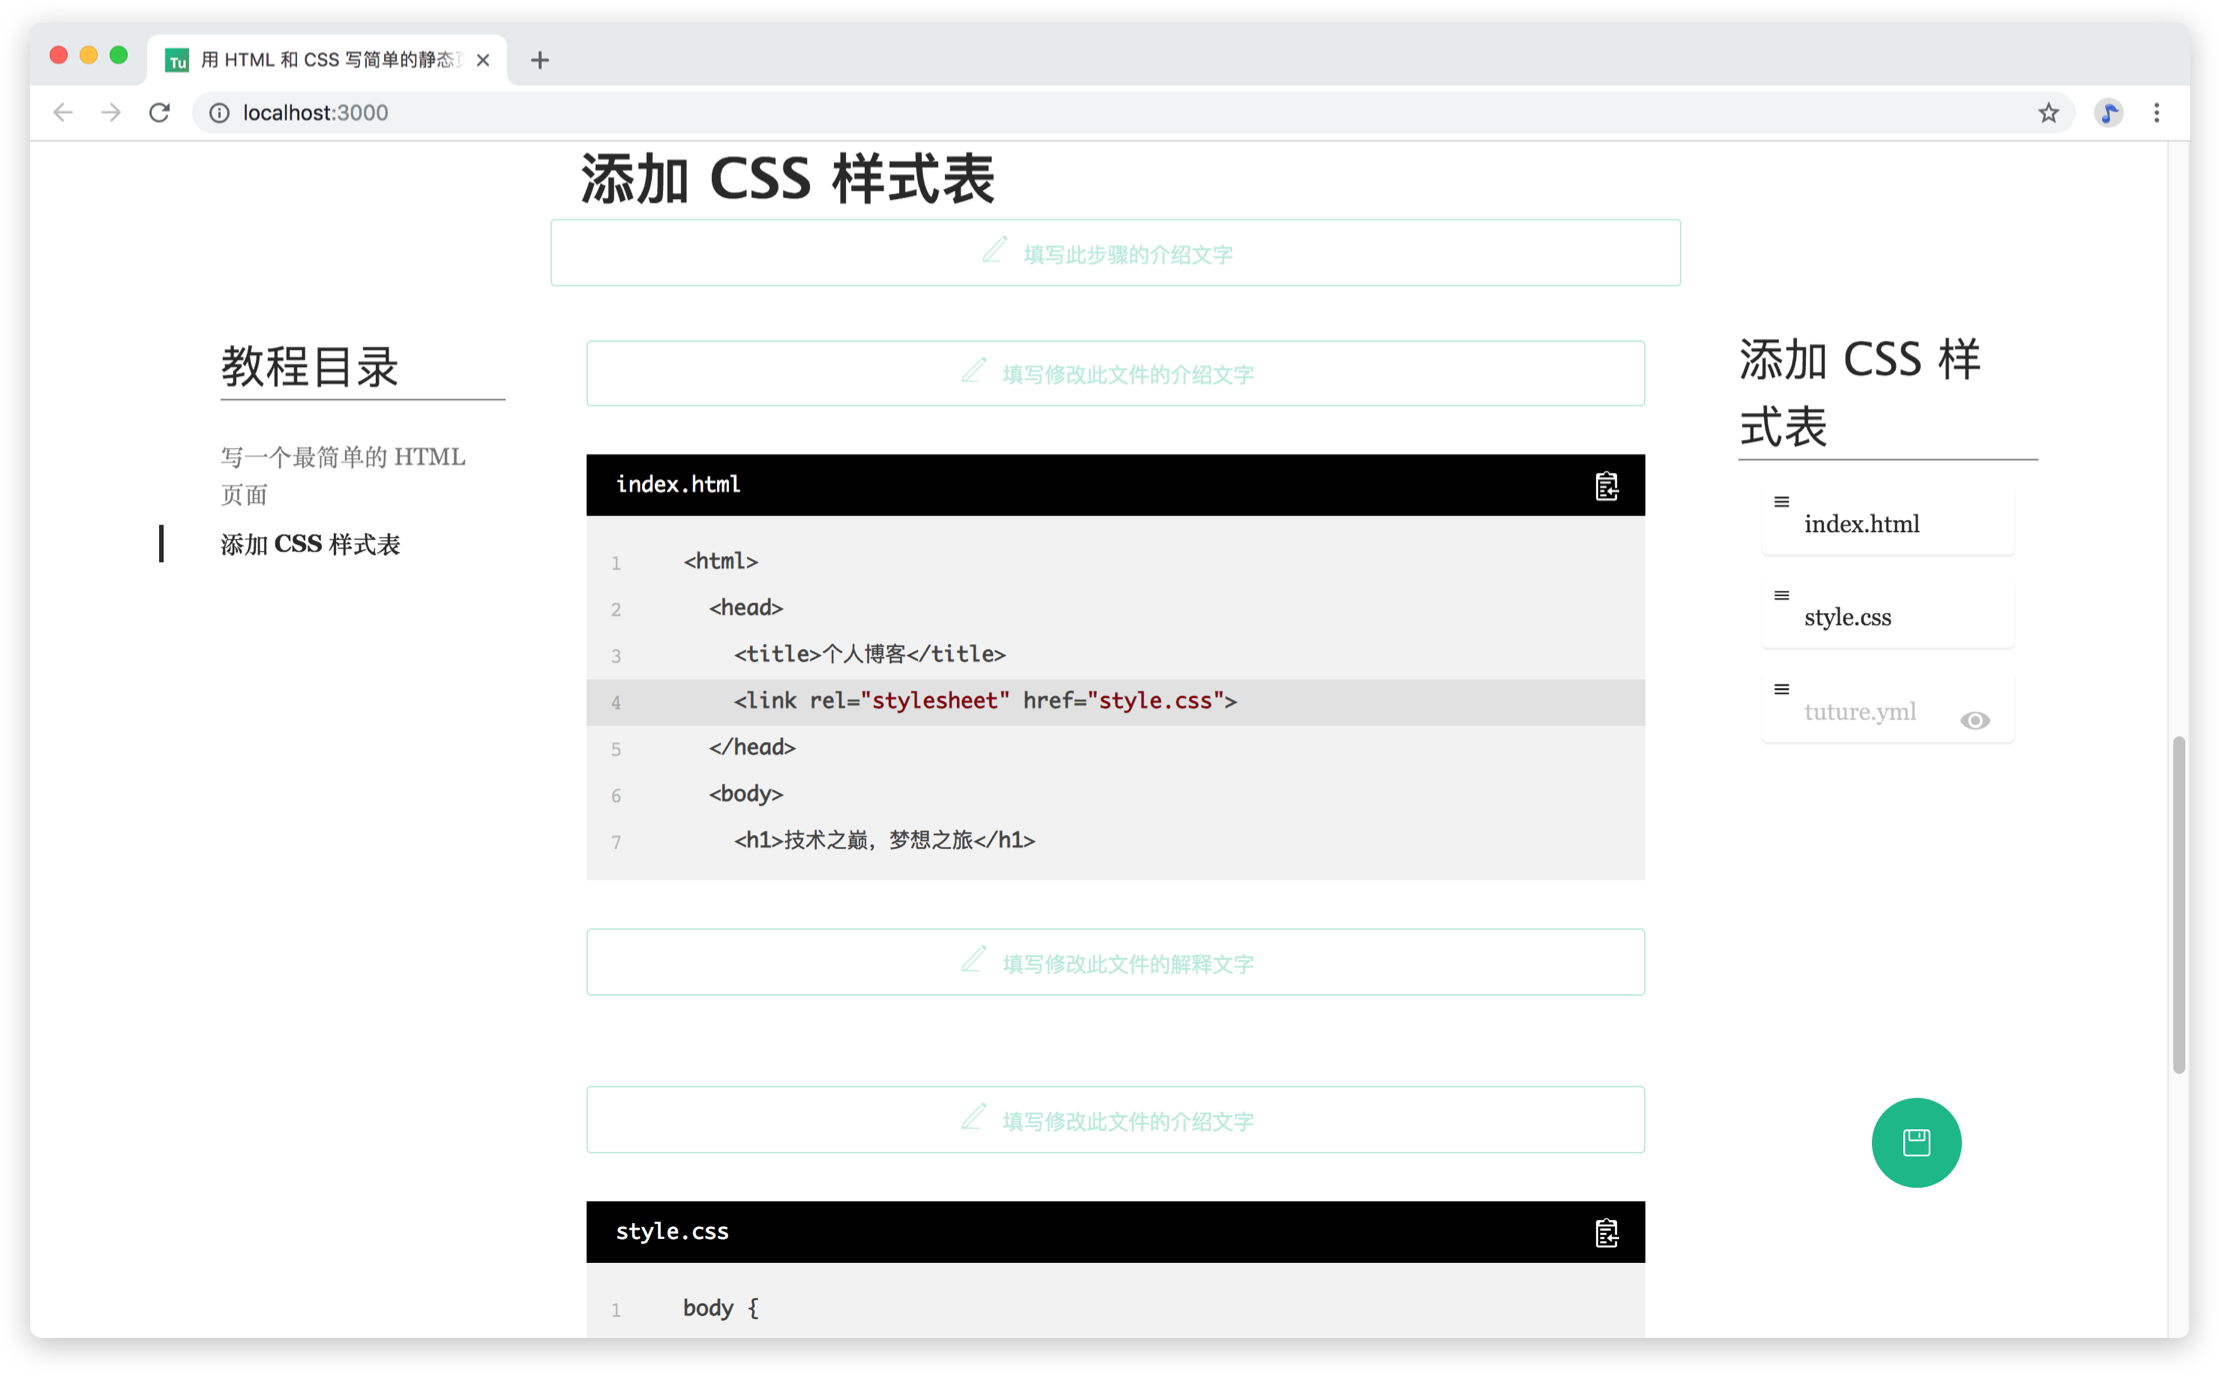 Tu 用 HTML 和 CSS 写简单的静态
localhost:3000
添加 CSS 样式表
填写此步骤的介绍文字
教程目录
写一个最简单的 HTML
页面
添加 CSS 样式表
填写修改此文件的介绍文字
index.html
1 <html>
2 <head>
3 <title>个人博客</title>
4 <link rel="stylesheet" href="style.css">
5 </head>
6 <body>
7 <h1>技术之巅，梦想之旅</h1>
填写修改此文件的解释文字
填写修改此文件的介绍文字
style.css
1 body {
添加 CSS 样
式表
index.html
style.css
tuture.yml